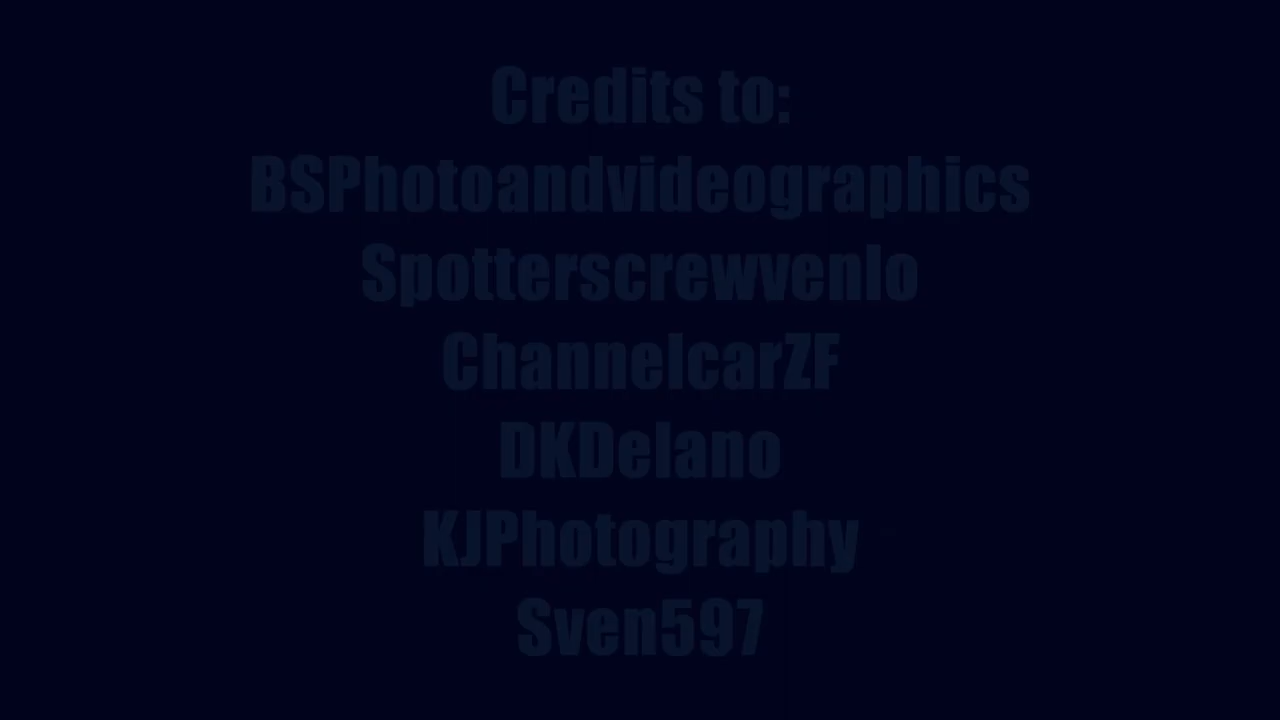 Credits to:
BSPhotoandvideographics
Spotterscrewvenlo
ChannelcarZF
DKDelano
KJPhotography
Sven597